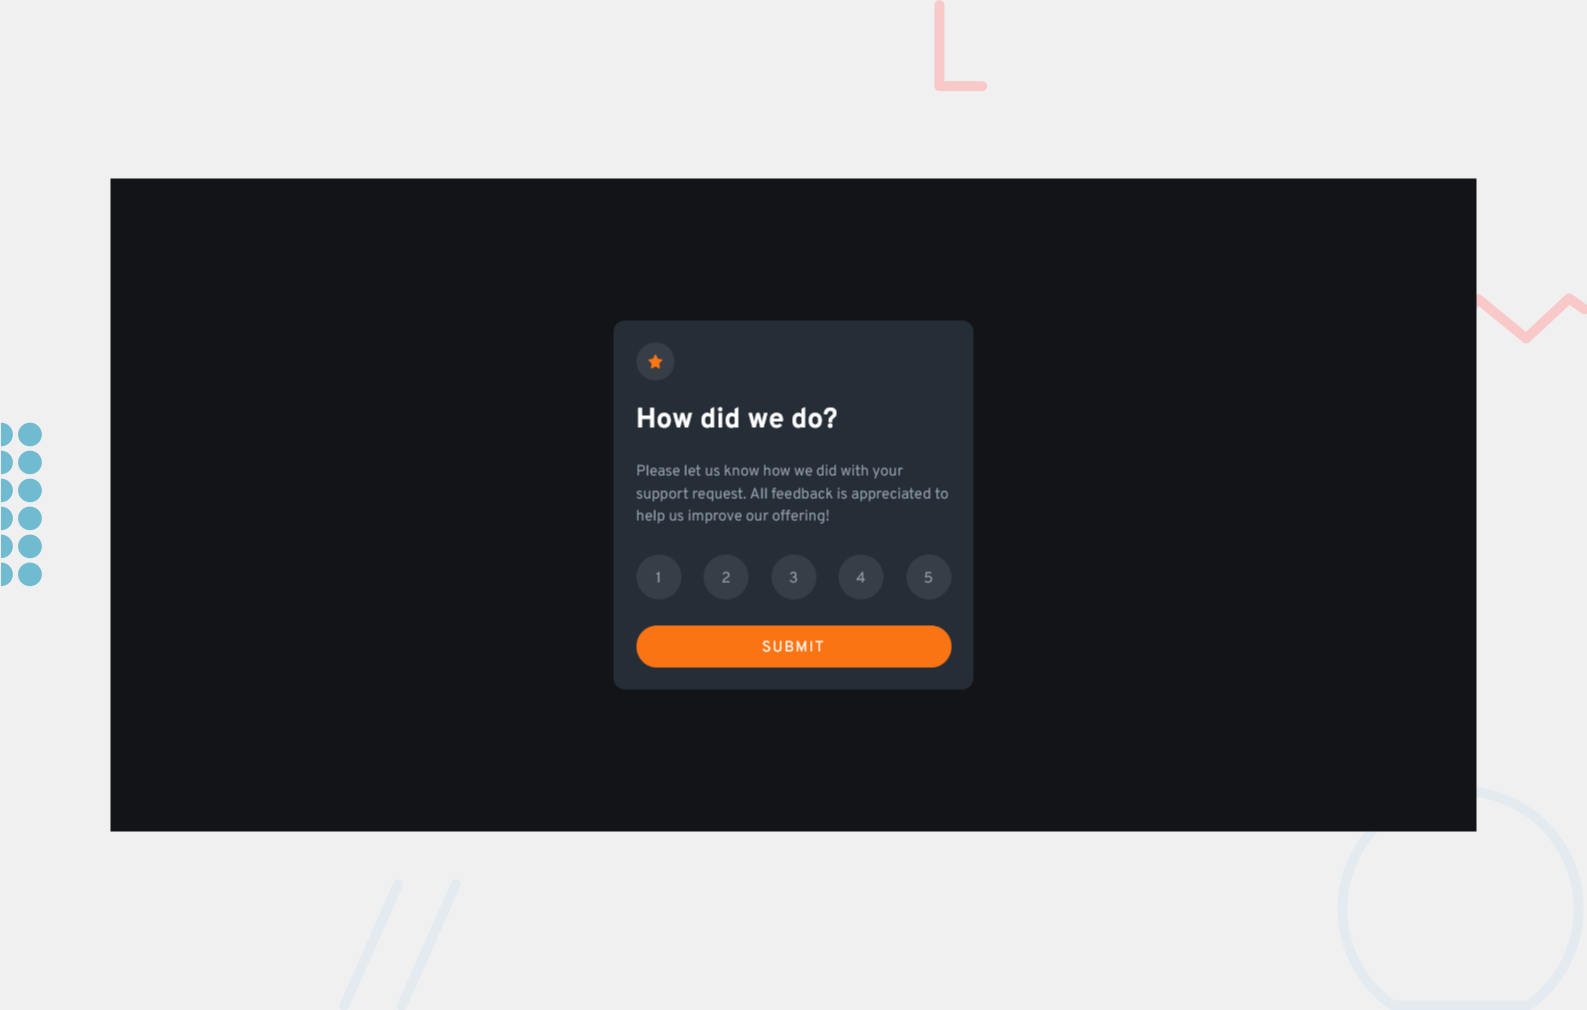 How did we do?
Please let us know how we did with your
support request. All feedback is appreciated to
help us improve our offering!
1 2 3 4 5
SUBMIT